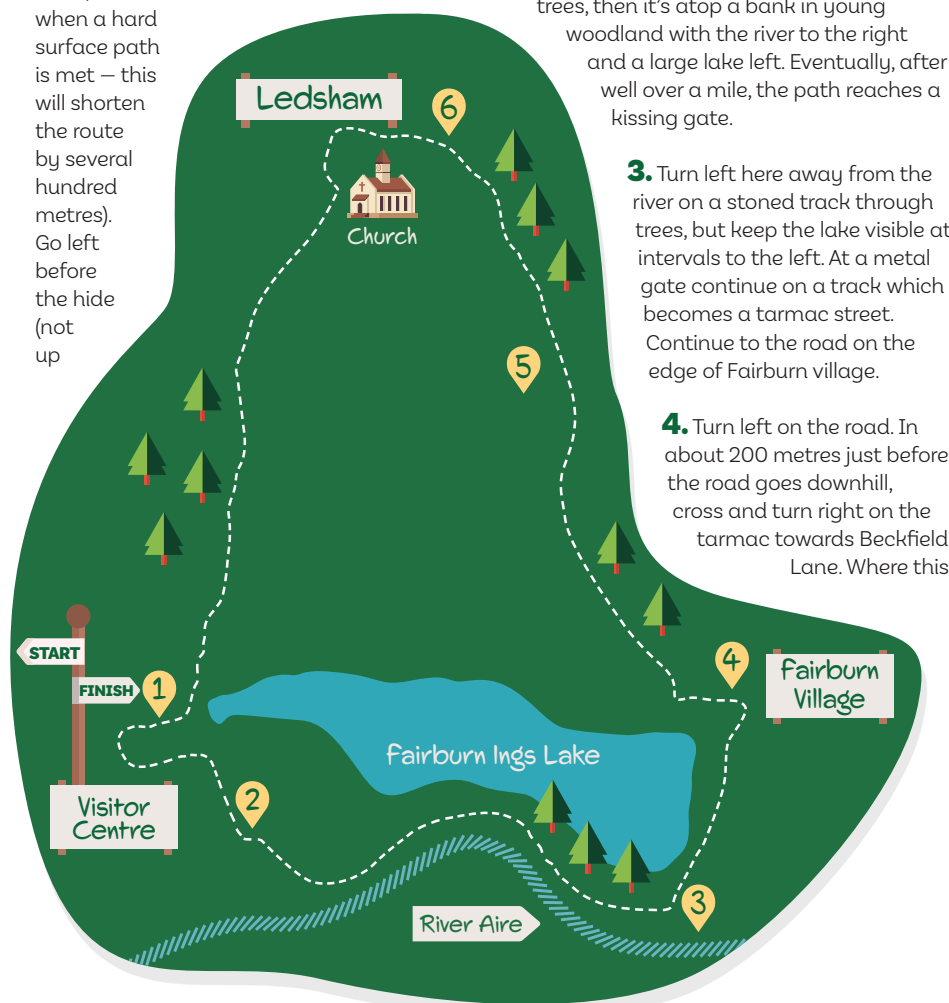 when a hard
surface path
is met – this
will shorten
the route
by several
hundred
metres).
Go left
before
the hide
(not
up
trees, then it's atop a bank in young
woodland with the river to the right
and a large lake left. Eventually, after
well over a mile, the path reaches a
kissing gate.
3. Turn left here away from the
river on a stoned track through
trees, but keep the lake visible at
intervals to the left. At a metal
gate continue on a track which
becomes a tarmac street.
Continue to the road on the
edge of Fairburn village.
4. Turn left on the road. In
about 200 metres just before
the road goes downhill,
cross and turn right on the
tarmac towards Beckfield
Lane. Where this
Ledsham
6
Church
5
START
FINISH
1
4
Fairburn
Village
Fairburn Ings Lake
Visitor
Centre
2
3
River Aire